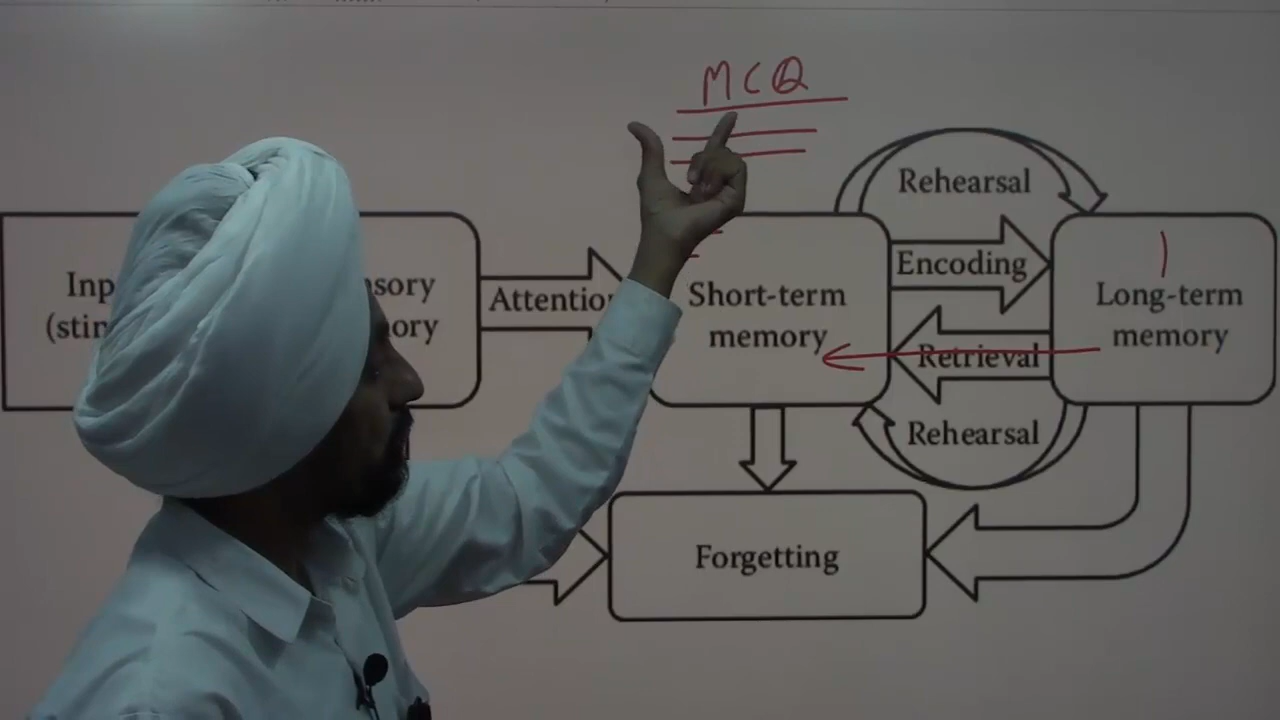 MCQ
Rehearsal
Attention
Short-term
memory
Encoding
Retrieval
Long-term
memory
Rehearsal
Forgetting